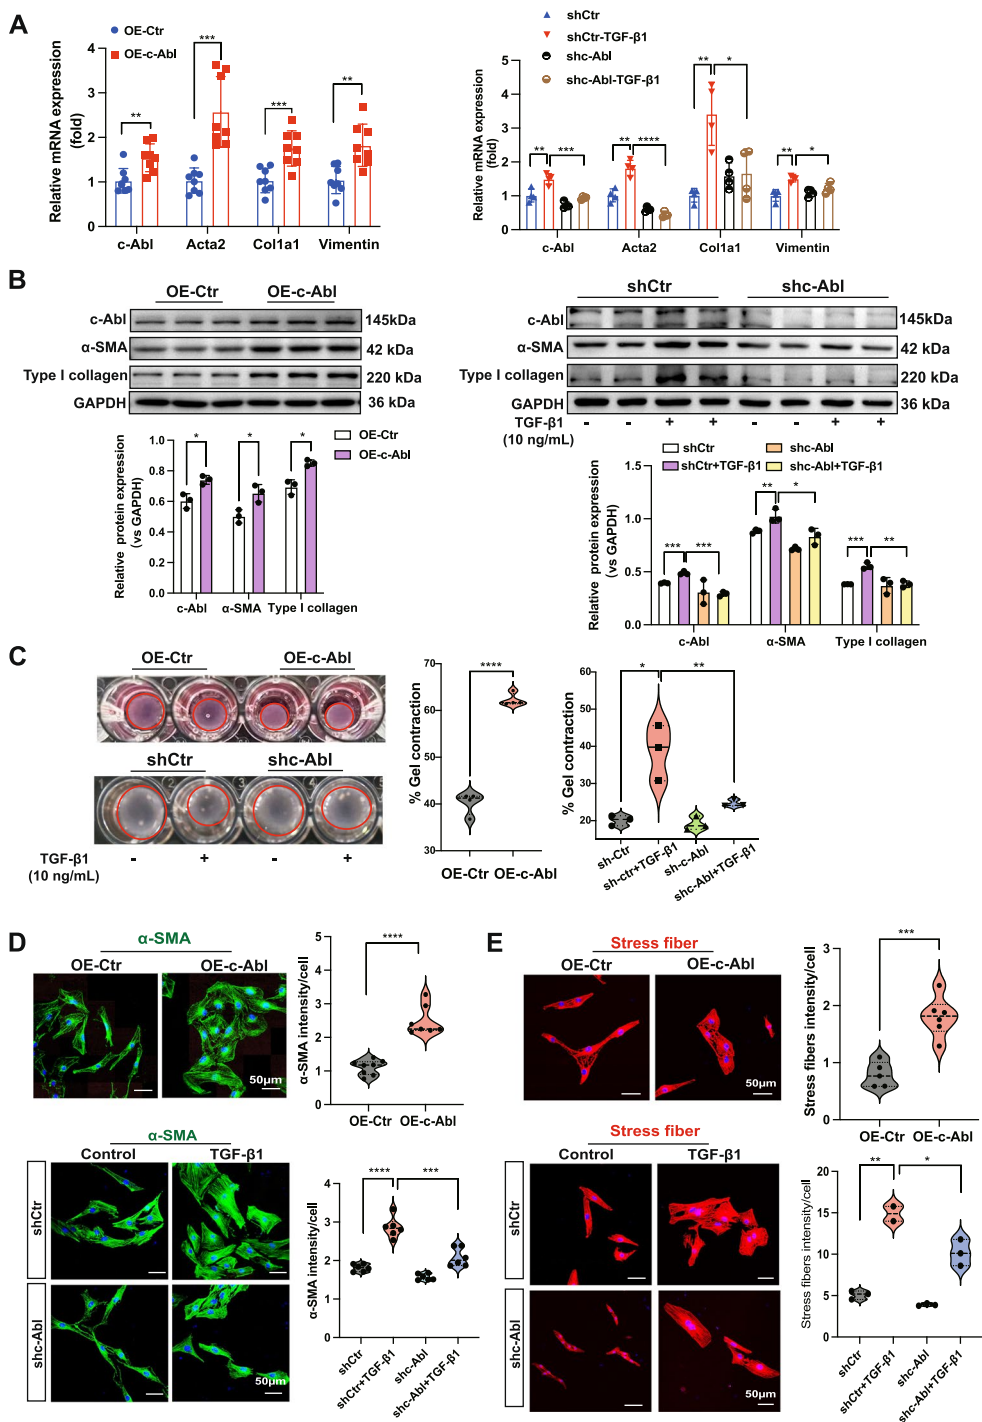 A
OE-Ctr
OE-c-Abl
Relative mRNA expression
(fold)
4
3
2
1
0
**
***
***
**
c-Abl Acta2 Col1a1 Vimentin
shCtr
shCtr-TGF-β1
shc-Abl
shc-Abl-TGF-β1
Relative mRNA expression
(fold)
5
4
3
2
1
0
** ***
** ****
** *
** *
c-Abl Acta2 Col1a1 Vimentin
B
OE-Ctr OE-c-Abl
c-Abl 145kDa
α-SMA 42 kDa
Type I collagen 220 kDa
GAPDH 36 kDa
Relative protein expression
(vs GAPDH)
0.8
0.6
0.4
0.2
0.0
* * *
OE-Ctr
OE-c-Abl
c-Abl α-SMA Type I collagen
shCtr shc-Abl
c-Abl 145kDa
α-SMA 42 kDa
Type I collagen 220 kDa
GAPDH 36 kDa
TGF-β1 - - + + - - + +
(10 ng/mL)
shCtr shc-Abl
shCtr+TGF-β1 shc-Abl+TGF-β1
Relative protein expression
(vs GAPDH)
1.5
1.0
0.5
0.0
*** ***
** *
*** **
c-Abl α-SMA Type I collagen
C
OE-Ctr OE-c-Abl
shCtr shc-Abl
TGF-β1 - + - +
(10 ng/mL)
% Gel contraction
70
60
50
40
30
****
OE-Ctr OE-c-Abl
% Gel contraction
60
50
40
30
20
* **
sh-Ctr
sh-ctr+TGF-β1
sh-c-Abl
shc-Abl+TGF-β1
D
α-SMA
OE-Ctr OE-c-Abl
50μm
α-SMA intensity/cell
5
4
3
2
1
0
****
OE-Ctr OE-c-Abl
α-SMA
Control TGF-β1
shCtr
shc-Abl
50μm
α-SMA intensity/cell
4
3
2
1
0
**** ***
shCtr
shCtr+TGF-β1
shc-Abl
shc-Abl+TGF-β1
E
Stress fiber
OE-Ctr OE-c-Abl
50μm
Stress fibers intensity/cell
3
2
1
0
***
OE-Ctr OE-c-Abl
Stress fiber
Control TGF-β1
shCtr
shc-Abl
50μm
Stress fibers intensity/cell
20
15
10
5
0
** *
shCtr
shCtr+TGF-β1
shc-Abl
shc-Abl+TGF-β1